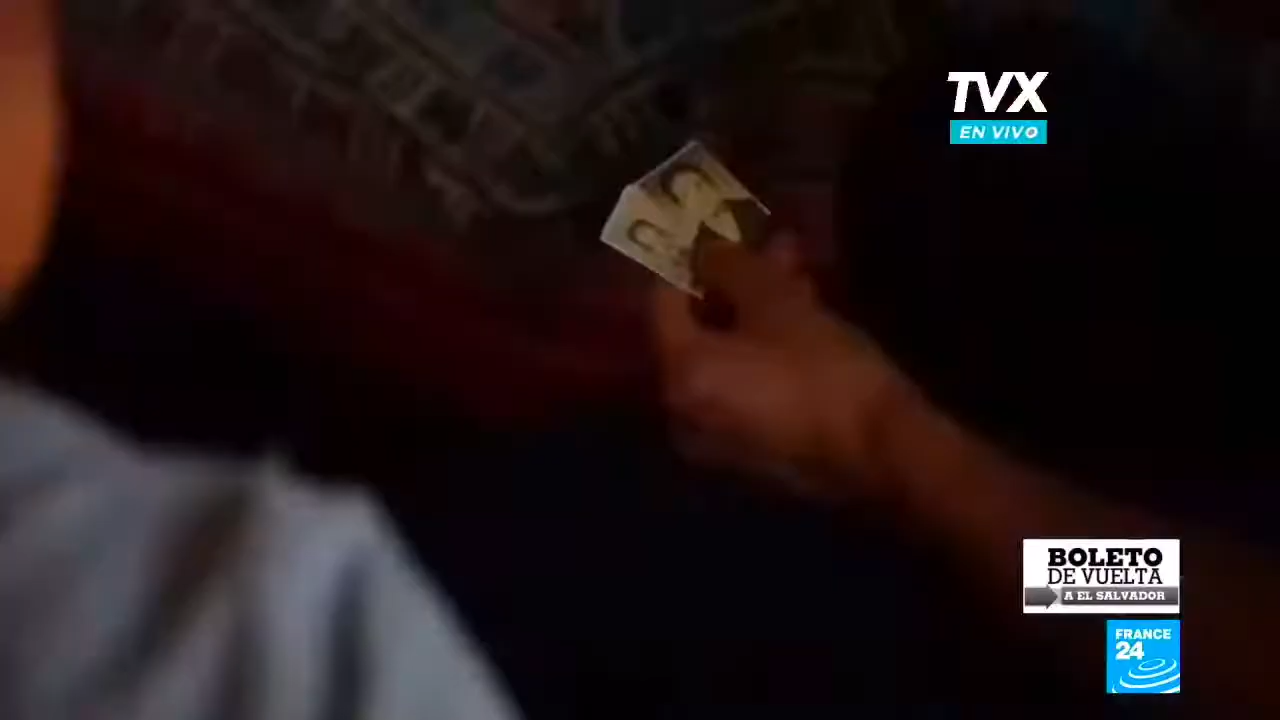 TVX
EN VIVO
BOLETO
DE VUELTA
A EL SALVADOR
FRANCE
24